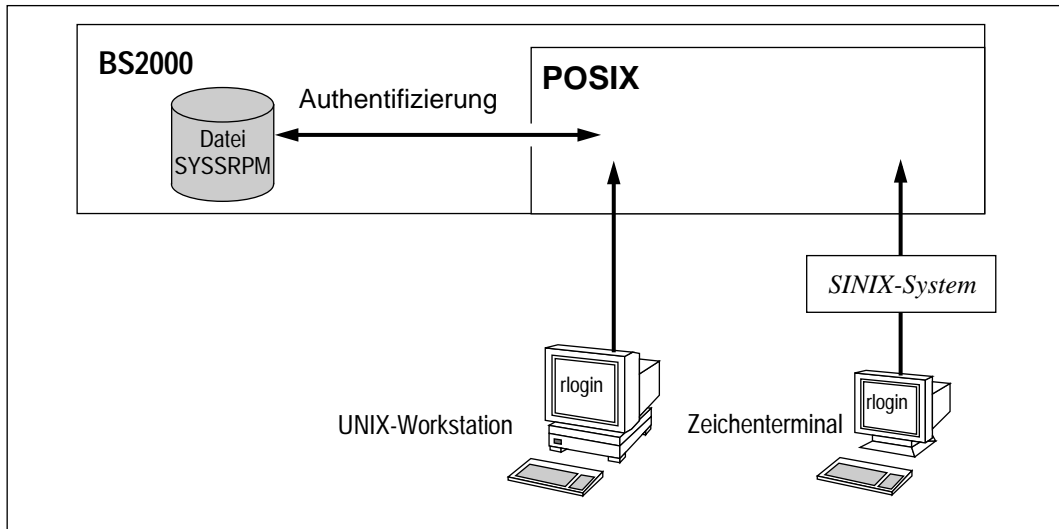 BS2000
POSIX
Authentifizierung
Datei
SYSSRPM
SINIX-System
rlogin
rlogin
UNIX-Workstation
Zeichenterminal